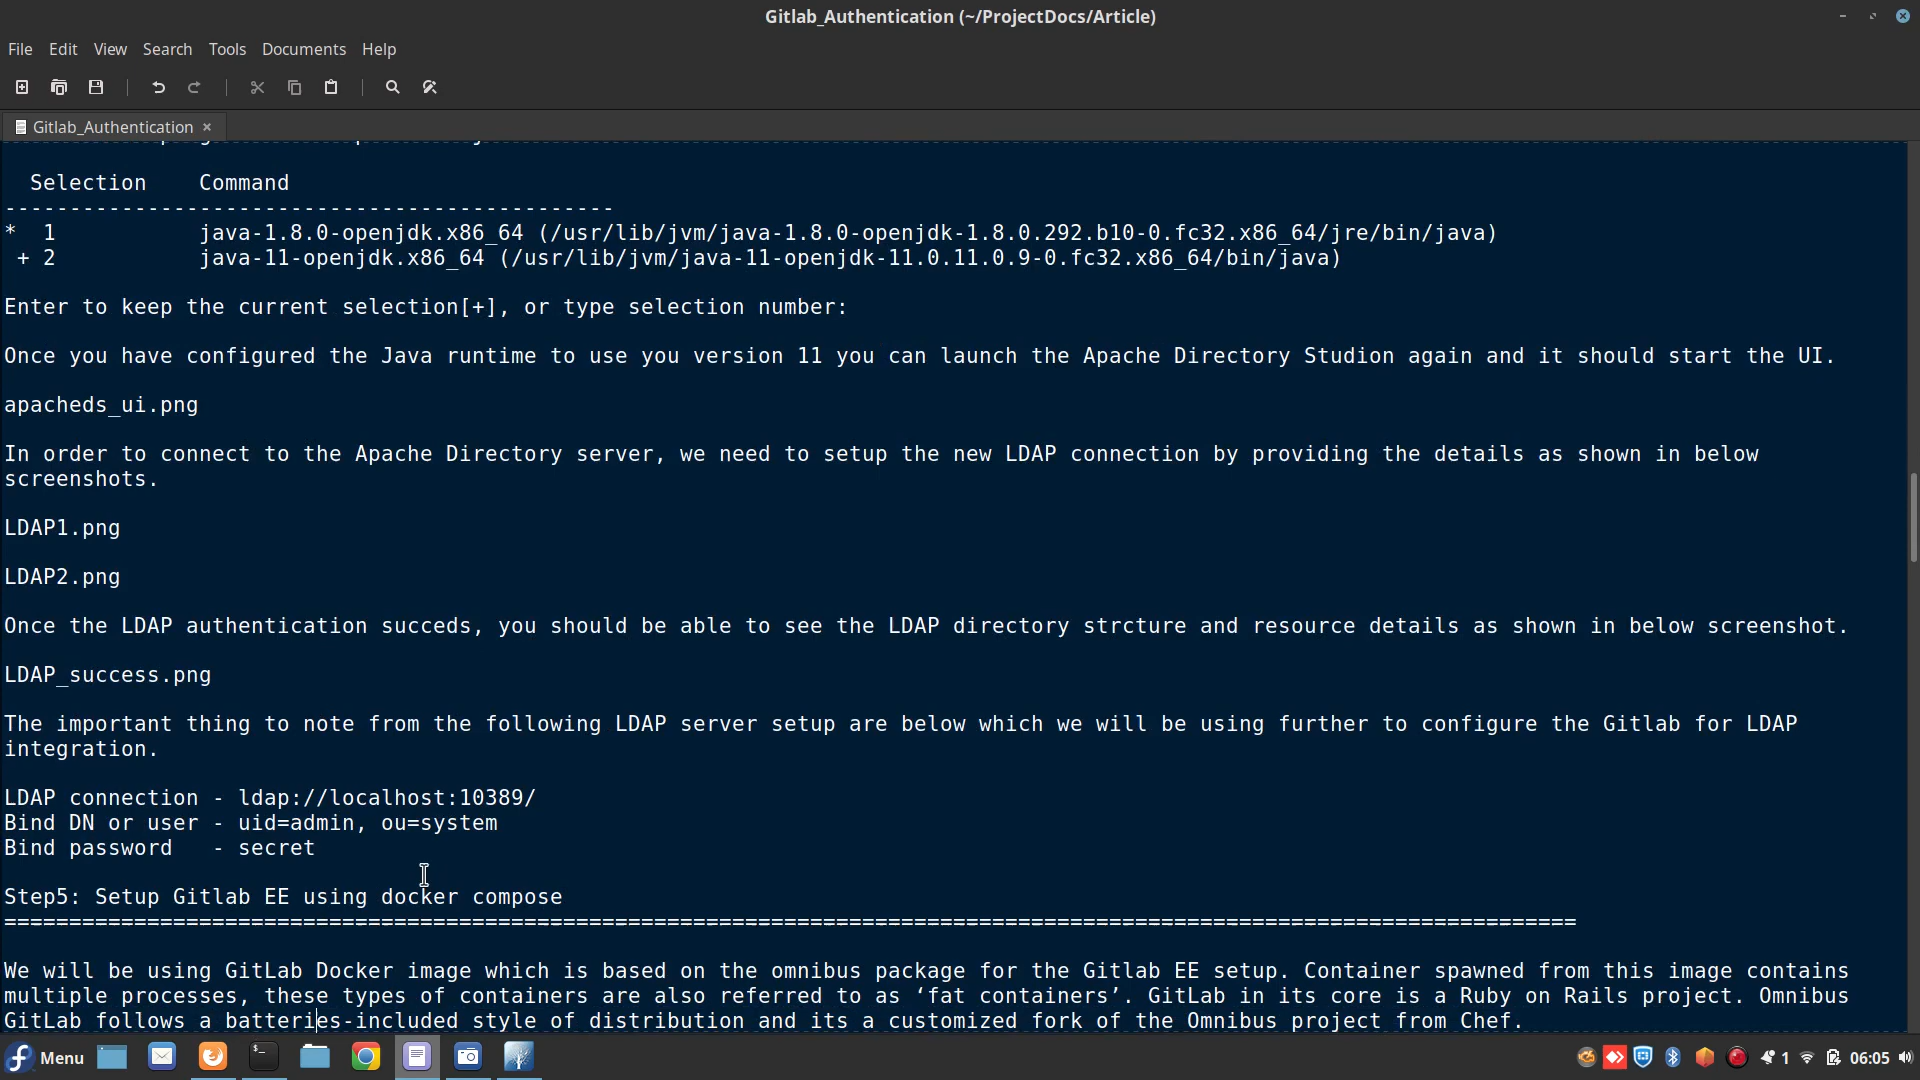 Gitlab_Authentication (~/ProjectDocs/Article)
File Edit View Search Tools Documents Help
Gitlab_Authentication
Selection Command
-----------------------------------------------
* 1 java-1.8.0-openjdk.x86_64 (/usr/lib/jvm/java-1.8.0-openjdk-1.8.0.292.b10-0.fc32.x86_64/jre/bin/java)
+ 2 java-11-openjdk.x86_64 (/usr/lib/jvm/java-11-openjdk-11.0.11.0.9-0.fc32.x86_64/bin/java)
Enter to keep the current selection[+], or type selection number:
Once you have configured the Java runtime to use you version 11 you can launch the Apache Directory Studion again and it should start the UI.
apacheds_ui.png
In order to connect to the Apache Directory server, we need to setup the new LDAP connection by providing the details as shown in below
screenshots.
LDAP1.png
LDAP2.png
Once the LDAP authentication succeds, you should be able to see the LDAP directory strcture and resource details as shown in below screenshot.
LDAP_success.png
The important thing to note from the following LDAP server setup are below which we will be using further to configure the Gitlab for LDAP
integration.
LDAP connection - ldap://localhost:10389/
Bind DN or user - uid=admin, ou=system
Bind password - secret
Step5: Setup Gitlab EE using docker compose
=========================================================================================================================
We will be using GitLab Docker image which is based on the omnibus package for the Gitlab EE setup. Container spawned from this image contains
multiple processes, these types of containers are also referred to as ‘fat containers’. GitLab in its core is a Ruby on Rails project. Omnibus
GitLab follows a batteries-included style of distribution and its a customized fork of the Omnibus project from Chef.
Menu
1
06:05